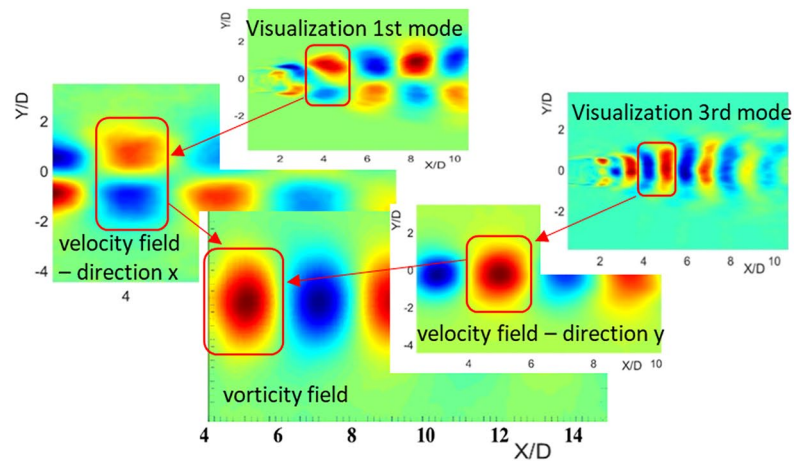 Visualization 1st mode
Y/D
2
0
-2
2
4
6
8
10
X/D
Y/D
2
0
-2
-4
4
velocity field
– direction x
Visualization 3rd mode
Y/D
2
0
-2
2
4
6
8
10
X/D
Y/D
2
0
-2
-4
velocity field – direction y
4
6
8
10
X/D
vorticity field
4
6
8
10
12
14
X/D